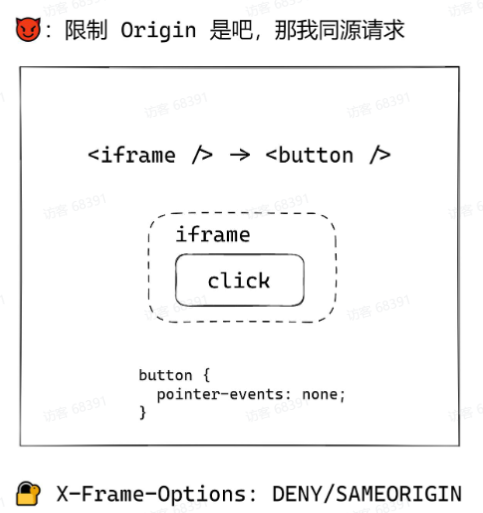 😈: 限制 Origin 是吧，那我同源请求
<iframe /> → <button />
iframe
click
button {
pointer-events: none;
}
🔐 X-Frame-Options: DENY/SAMEORIGIN
访客 68391